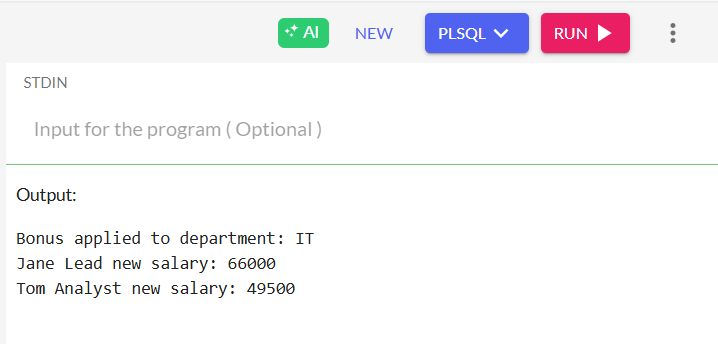 AI NEW PLSQL RUN
STDIN
Input for the program ( Optional )
Output:
Bonus applied to department: IT
Jane Lead new salary: 66000
Tom Analyst new salary: 49500